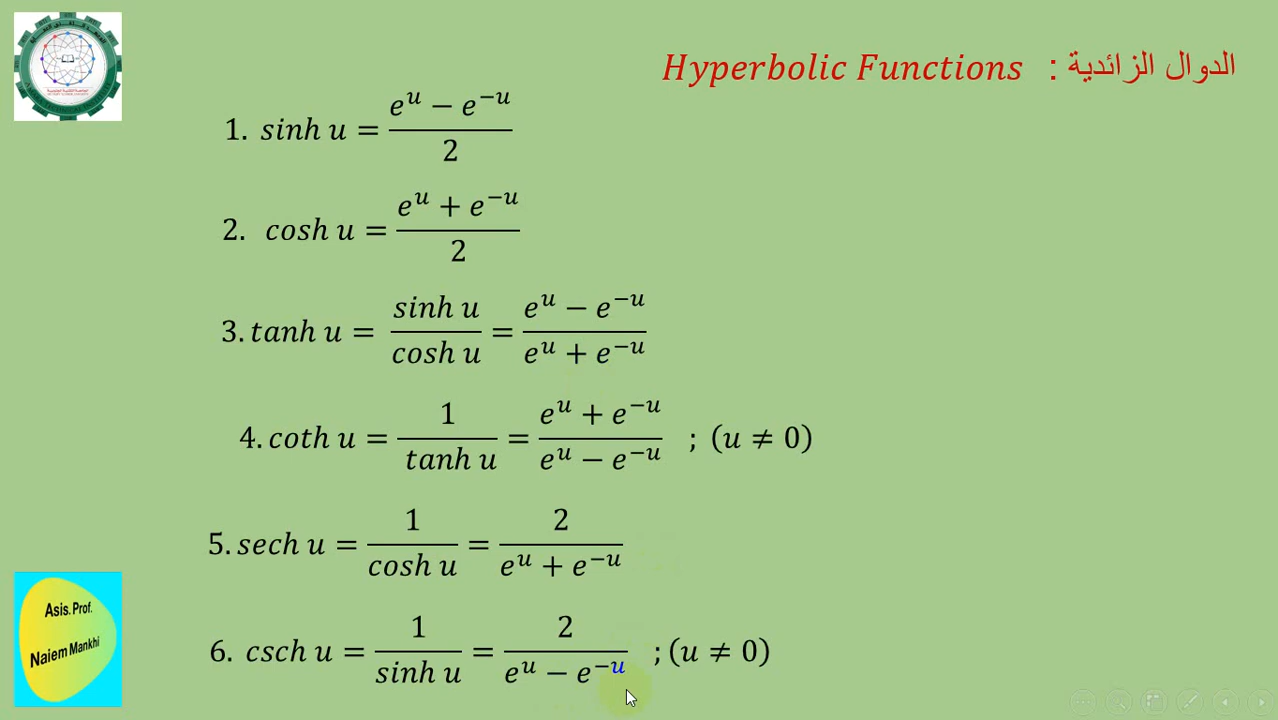 الدوال الزائدية : Hyperbolic Functions
1. sinh u = (e^u − e^−u)/2
2. cosh u = (e^u + e^−u)/2
3. tanh u = (sinh u)/(cosh u) = (e^u − e^−u)/(e^u + e^−u)
4. coth u = 1/(tanh u) = (e^u + e^−u)/(e^u − e^−u) ; (u ≠ 0)
5. sech u = 1/(cosh u) = 2/(e^u + e^−u)
6. csch u = 1/(sinh u) = 2/(e^u − e^−u) ; (u ≠ 0)
Asis. Prof.
Naiem Mankhi